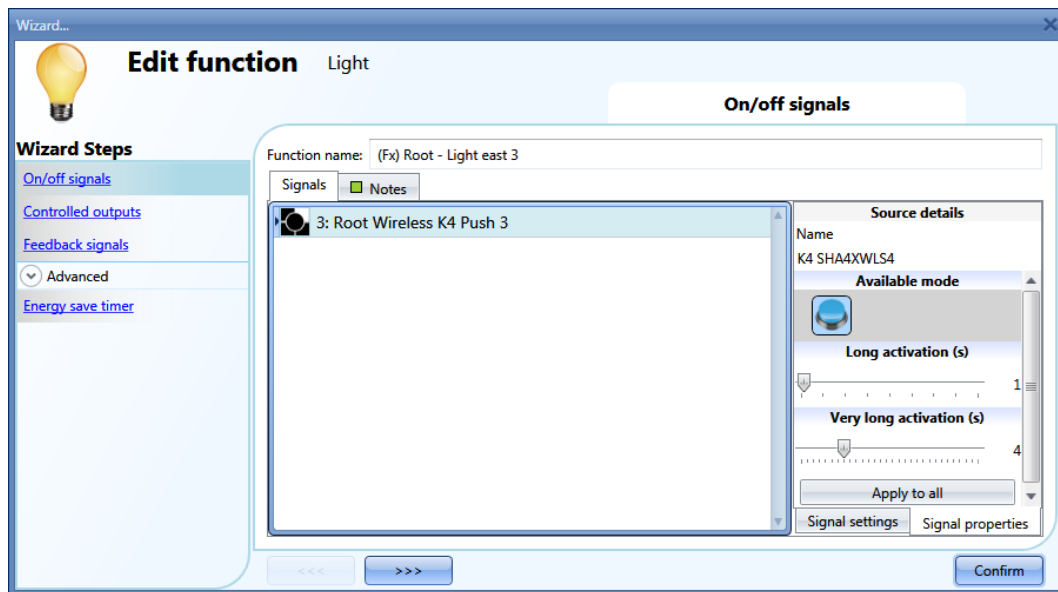 Wizard...
Edit function Light
On/off signals
Wizard Steps
On/off signals
Controlled outputs
Feedback signals
Advanced
Energy save timer
Function name: (Fx) Root - Light east 3
Signals Notes
3: Root Wireless K4 Push 3
Source details
Name
K4 SHA4XWLS4
Available mode
Long activation (s)
1
Very long activation (s)
4
Apply to all
Signal settings Signal properties
<<< >>> Confirm